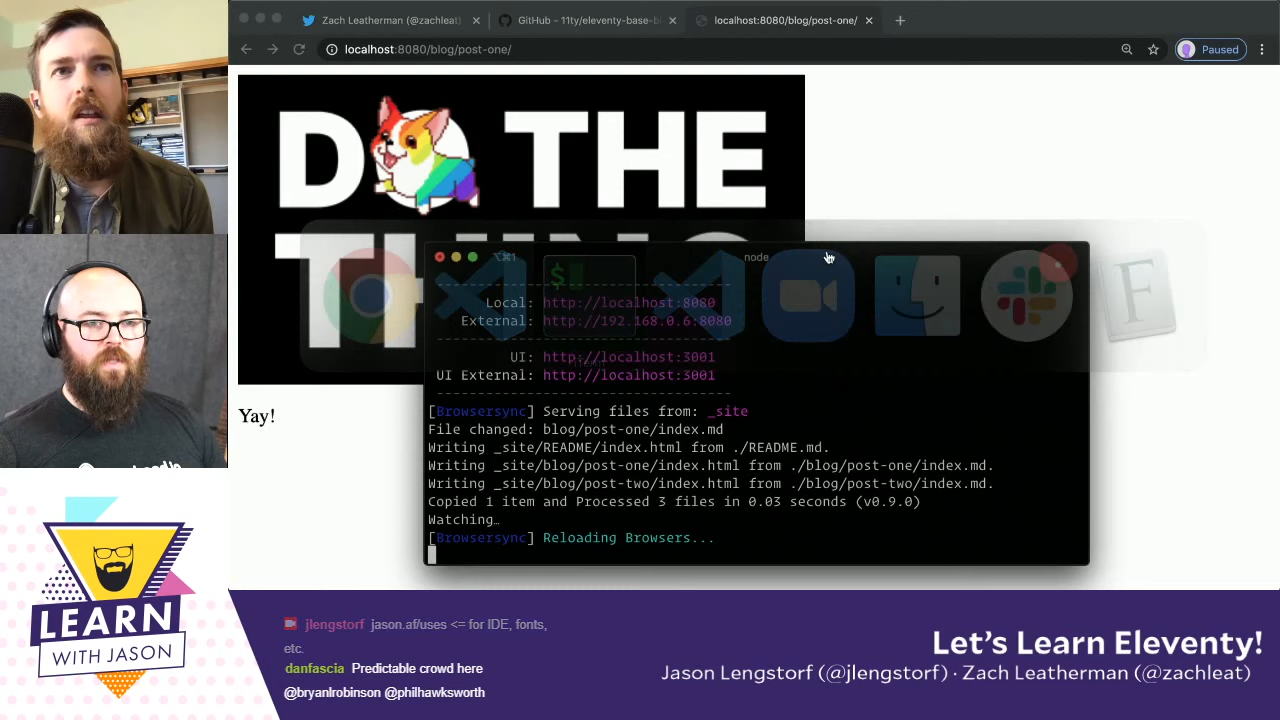 Zach Leatherman (@zachleat)
GitHub - 11ty/eleventy-base-bl
localhost:8080/blog/post-one/
localhost:8080/blog/post-one/
Paused
DO THE
Yay!
⌥⌘1
node
$
Local: http://localhost:8080
External: http://192.168.0.6:8080
UI: http://localhost:3001
UI External: http://localhost:3001
[Browsersync] Serving files from: _site
File changed: blog/post-one/index.md
Writing _site/README/index.html from ./README.md.
Writing _site/blog/post-one/index.html from ./blog/post-one/index.md.
Writing _site/blog/post-two/index.html from ./blog/post-two/index.md.
Copied 1 item and Processed 3 files in 0.03 seconds (v0.9.0)
Watching…
[Browsersync] Reloading Browsers...
F
LEARN
WITH JASON
jlengstorf jason.af/uses <= for IDE, fonts,
etc.
danfascia Predictable crowd here
@bryanlrobinson @philhawksworth
Let's Learn Eleventy!
Jason Lengstorf (@jlengstorf) · Zach Leatherman (@zachleat)